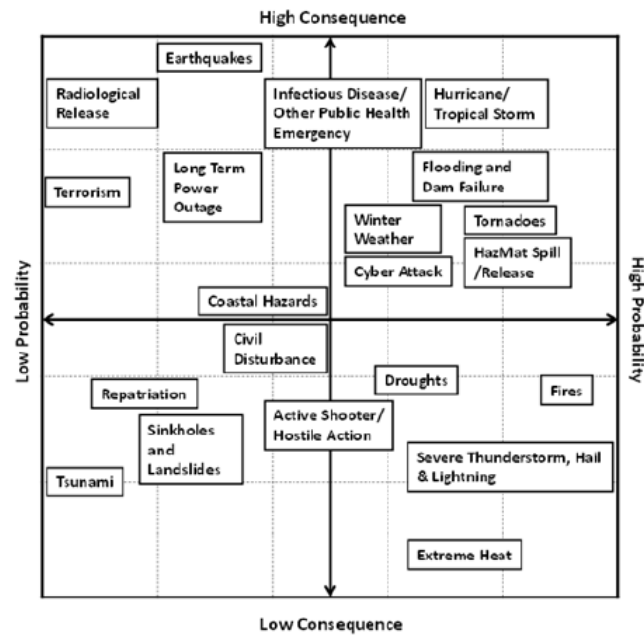 High Consequence
Earthquakes
Radiological
Release
Infectious Disease/
Other Public Health
Emergency
Hurricane/
Tropical Storm
Terrorism
Long Term
Power
Outage
Flooding and
Dam Failure
Winter
Weather
Tornadoes
HazMat Spill
/Release
Cyber Attack
Coastal Hazards
Low Probability
High Probability
Civil
Disturbance
Droughts
Repatriation
Fires
Active Shooter/
Hostile Action
Sinkholes
and
Landslides
Severe Thunderstorm, Hail
& Lightning
Tsunami
Extreme Heat
Low Consequence